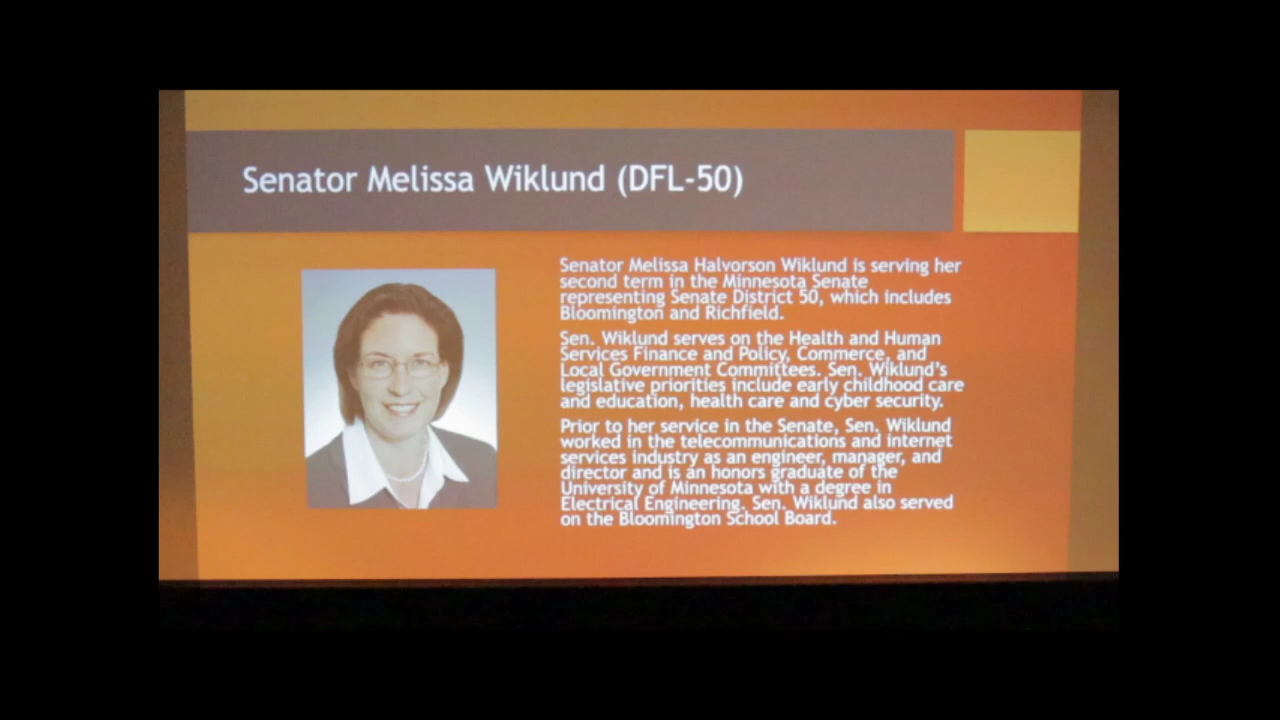 Senator Melissa Wiklund (DFL-50)
Senator Melissa Halvorson Wiklund is serving her
second term in the Minnesota Senate
representing Senate District 50, which includes
Bloomington and Richfield.
Sen. Wiklund serves on the Health and Human
Services Finance and Policy, Commerce, and
Local Government Committees. Sen. Wiklund's
legislative priorities include early childhood care
and education, health care and cyber security.
Prior to her service in the Senate, Sen. Wiklund
worked in the telecommunications and internet
services industry as an engineer, manager, and
director and is an honors graduate of the
University of Minnesota with a degree in
Electrical Engineering. Sen. Wiklund also served
on the Bloomington School Board.